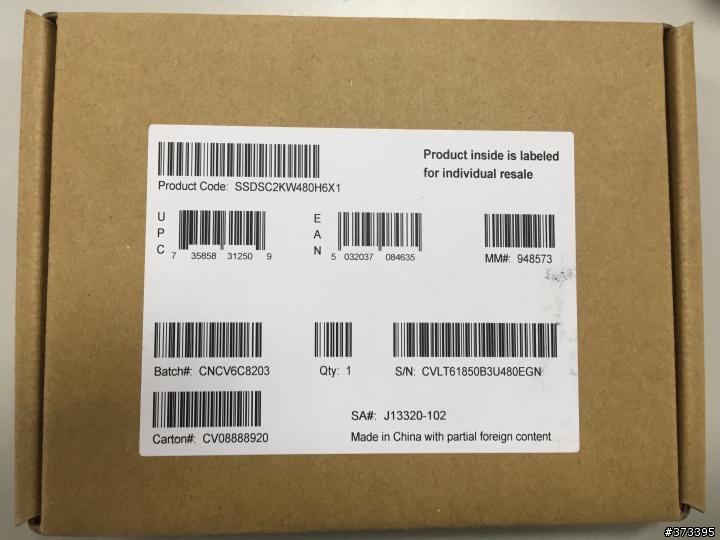 Product inside is labeled
for individual resale
Product Code: SSDSC2KW480H6X1
UPC
7 35858 31250 9
EAN
5 032037 084635
MM#: 948573
Batch#: CNCV6C8203
Qty: 1
S/N: CVLT61850B3U480EGN
Carton#: CV08888920
SA#: J13320-102
Made in China with partial foreign content
#373395